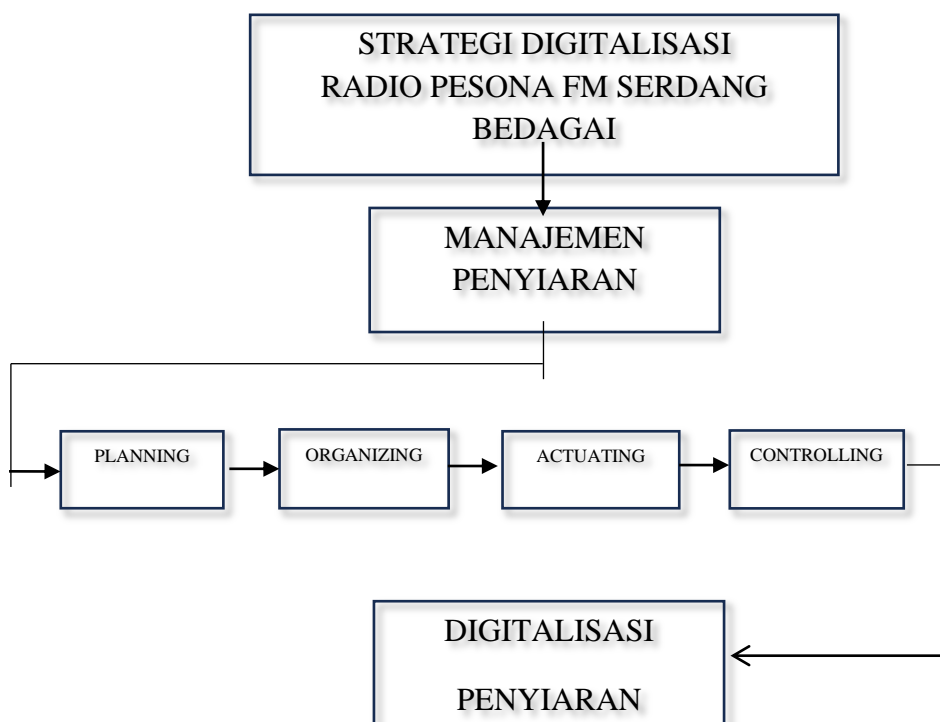 STRATEGI DIGITALISASI
RADIO PESONA FM SERDANG
BEDAGAI
MANAJEMEN
PENYIARAN
PLANNING
ORGANIZING
ACTUATING
CONTROLLING
DIGITALISASI
PENYIARAN